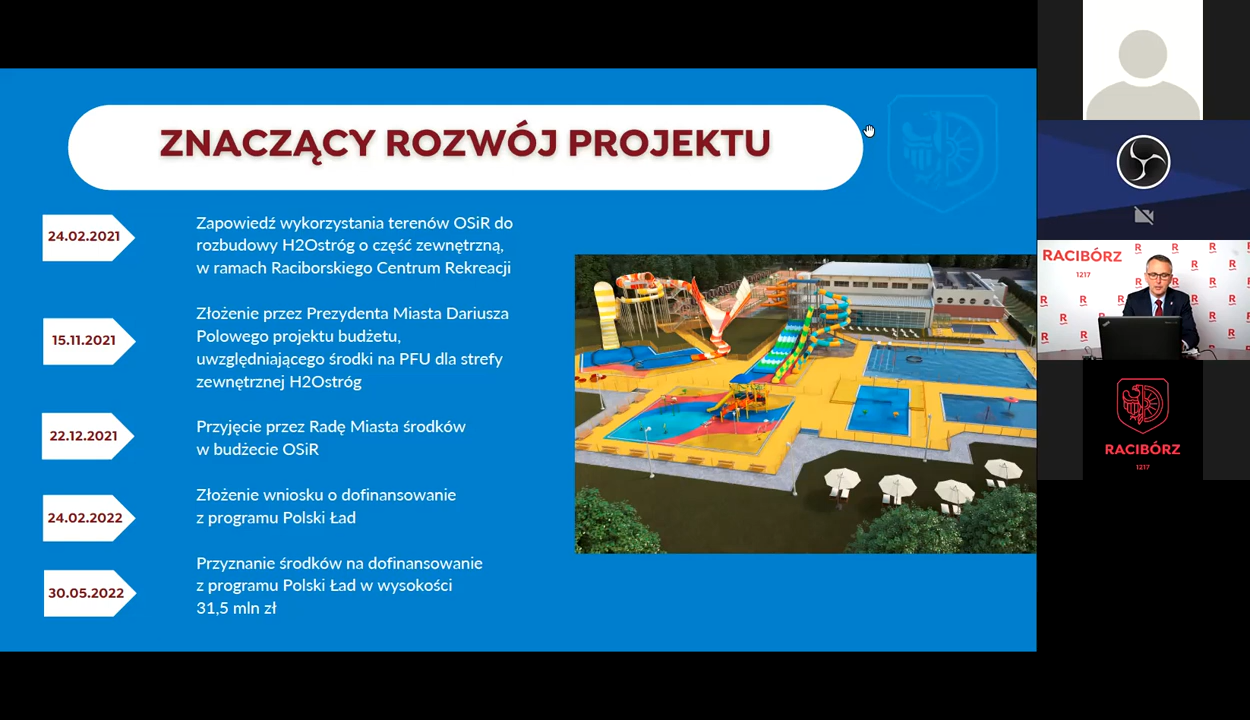 ZNACZĄCY ROZWÓJ PROJEKTU
24.02.2021
Zapowiedź wykorzystania terenów OSiR do
rozbudowy H2Ostróg o część zewnętrzną,
w ramach Raciborskiego Centrum Rekreacji
15.11.2021
Złożenie przez Prezydenta Miasta Dariusza
Polowego projektu budżetu,
uwzględniającego środki na PFU dla strefy
zewnętrznej H2Ostróg
22.12.2021
Przyjęcie przez Radę Miasta środków
w budżecie OSiR
24.02.2022
Złożenie wniosku o dofinansowanie
z programu Polski Ład
30.05.2022
Przyznanie środków na dofinansowanie
z programu Polski Ład w wysokości
31,5 mln zł
RACIBÓRZ
1217
R
R
R
R
R
R
R
R
R
R
R
R
RACIBÓRZ
1217